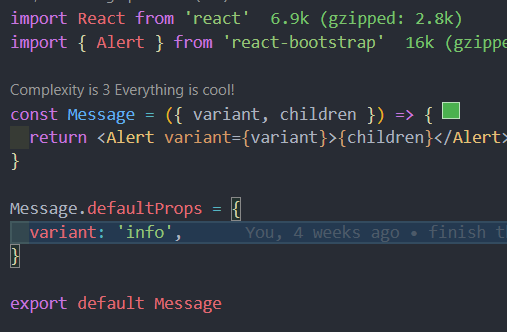 import React from 'react' 6.9k (gzipped: 2.8k)
import { Alert } from 'react-bootstrap' 16k (gzippe
Complexity is 3 Everything is cool!
const Message = ({ variant, children }) => {
return <Alert variant={variant}>{children}</Alert>
}
Message.defaultProps = {
variant: 'info', You, 4 weeks ago • finish t
}
export default Message